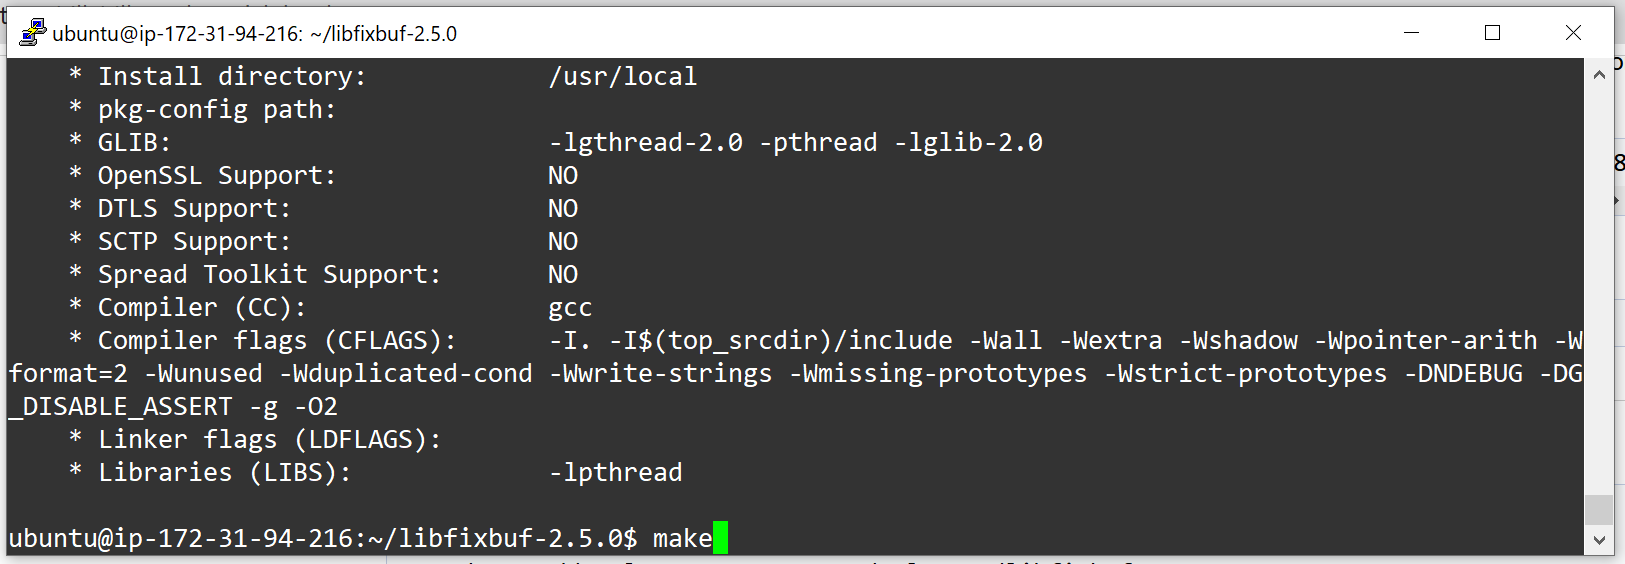 ubuntu@ip-172-31-94-216: ~/libfixbuf-2.5.0
* Install directory: /usr/local
* pkg-config path:
* GLIB: -lgthread-2.0 -pthread -lglib-2.0
* OpenSSL Support: NO
* DTLS Support: NO
* SCTP Support: NO
* Spread Toolkit Support: NO
* Compiler (CC): gcc
* Compiler flags (CFLAGS): -I. -I$(top_srcdir)/include -Wall -Wextra -Wshadow -Wpointer-arith -W
format=2 -Wunused -Wduplicated-cond -Wwrite-strings -Wmissing-prototypes -Wstrict-prototypes -DNDEBUG -DG
_DISABLE_ASSERT -g -O2
* Linker flags (LDFLAGS):
* Libraries (LIBS): -lpthread
ubuntu@ip-172-31-94-216:~/libfixbuf-2.5.0$ make